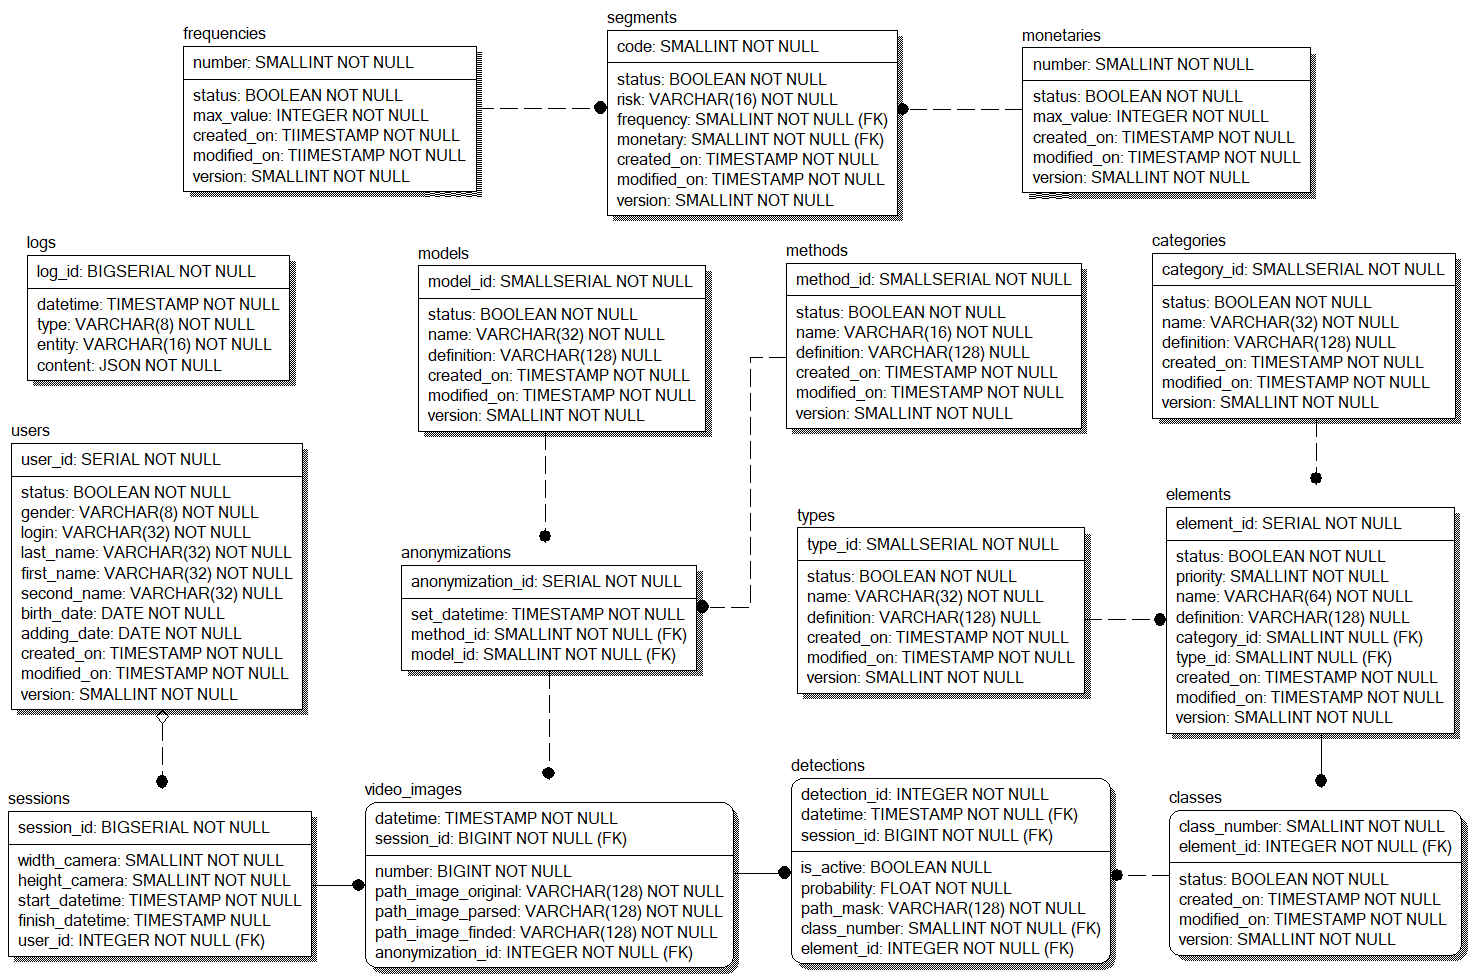 frequencies
number: SMALLINT NOT NULL
status: BOOLEAN NOT NULL
max_value: INTEGER NOT NULL
created_on: TIIMESTAMP NOT NULL
modified_on: TIIMESTAMP NOT NULL
version: SMALLINT NOT NULL
segments
code: SMALLINT NOT NULL
status: BOOLEAN NOT NULL
risk: VARCHAR(16) NOT NULL
frequency: SMALLINT NOT NULL (FK)
monetary: SMALLINT NOT NULL (FK)
created_on: TIMESTAMP NOT NULL
modified_on: TIMESTAMP NOT NULL
version: SMALLINT NOT NULL
monetaries
number: SMALLINT NOT NULL
status: BOOLEAN NOT NULL
max_value: INTEGER NOT NULL
created_on: TIMESTAMP NOT NULL
modified_on: TIMESTAMP NOT NULL
version: SMALLINT NOT NULL
logs
log_id: BIGSERIAL NOT NULL
datetime: TIMESTAMP NOT NULL
type: VARCHAR(8) NOT NULL
entity: VARCHAR(16) NOT NULL
content: JSON NOT NULL
models
model_id: SMALLSERIAL NOT NULL
status: BOOLEAN NOT NULL
name: VARCHAR(32) NOT NULL
definition: VARCHAR(128) NULL
created_on: TIMESTAMP NOT NULL
modified_on: TIMESTAMP NOT NULL
version: SMALLINT NOT NULL
methods
method_id: SMALLSERIAL NOT NULL
status: BOOLEAN NOT NULL
name: VARCHAR(16) NOT NULL
definition: VARCHAR(128) NULL
created_on: TIMESTAMP NOT NULL
modified_on: TIMESTAMP NOT NULL
version: SMALLINT NOT NULL
categories
category_id: SMALLSERIAL NOT NULL
status: BOOLEAN NOT NULL
name: VARCHAR(32) NOT NULL
definition: VARCHAR(128) NULL
created_on: TIMESTAMP NOT NULL
modified_on: TIMESTAMP NOT NULL
version: SMALLINT NOT NULL
users
user_id: SERIAL NOT NULL
status: BOOLEAN NOT NULL
gender: VARCHAR(8) NOT NULL
login: VARCHAR(32) NOT NULL
last_name: VARCHAR(32) NOT NULL
first_name: VARCHAR(32) NOT NULL
second_name: VARCHAR(32) NOT NULL
birth_date: DATE NOT NULL
adding_date: DATE NOT NULL
created_on: TIMESTAMP NOT NULL
modified_on: TIMESTAMP NOT NULL
version: SMALLINT NOT NULL
anonymizations
anonymization_id: SERIAL NOT NULL
set_datetime: TIMESTAMP NOT NULL
method_id: SMALLINT NOT NULL (FK)
model_id: SMALLINT NOT NULL (FK)
types
type_id: SMALLSERIAL NOT NULL
status: BOOLEAN NOT NULL
name: VARCHAR(32) NOT NULL
definition: VARCHAR(128) NULL
created_on: TIMESTAMP NOT NULL
modified_on: TIMESTAMP NOT NULL
version: SMALLINT NOT NULL
elements
element_id: SERIAL NOT NULL
status: BOOLEAN NOT NULL
priority: SMALLINT NOT NULL
name: VARCHAR(64) NOT NULL
definition: VARCHAR(128) NULL
category_id: SMALLINT NOT NULL (FK)
type_id: SMALLINT NOT NULL (FK)
created_on: TIMESTAMP NOT NULL
modified_on: TIMESTAMP NOT NULL
version: SMALLINT NOT NULL
sessions
session_id: BIGSERIAL NOT NULL
width_camera: SMALLINT NOT NULL
height_camera: SMALLINT NOT NULL
start_datetime: TIMESTAMP NOT NULL
finish_datetime: TIMESTAMP NULL
user_id: INTEGER NOT NULL (FK)
video_images
datetime: TIMESTAMP NOT NULL
session_id: BIGINT NOT NULL (FK)
number: BIGINT NOT NULL
path_image_original: VARCHAR(128) NOT NULL
path_image_parsed: VARCHAR(128) NOT NULL
path_image_finded: VARCHAR(128) NOT NULL
anonymization_id: INTEGER NOT NULL (FK)
detections
detection_id: INTEGER NOT NULL
datetime: TIMESTAMP NOT NULL (FK)
session_id: BIGINT NOT NULL (FK)
is_active: BOOLEAN NULL
probability: FLOAT NOT NULL
path_mask: VARCHAR(128) NOT NULL
class_number: SMALLINT NOT NULL (FK)
element_id: INTEGER NOT NULL (FK)
classes
class_number: SMALLINT NOT NULL
element_id: INTEGER NOT NULL (FK)
status: BOOLEAN NOT NULL
created_on: TIMESTAMP NOT NULL
modified_on: TIMESTAMP NOT NULL
version: SMALLINT NOT NULL